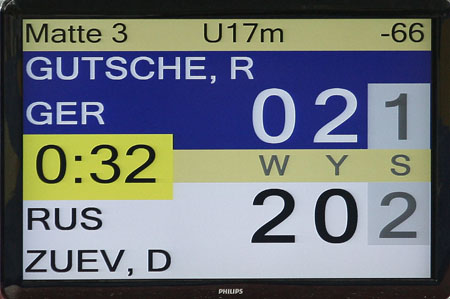 Matte 3 U17m -66
GUTSCHE, R
GER 0 2 1
0:32 W Y S
RUS 2 0 2
ZUEV, D
PHILIPS